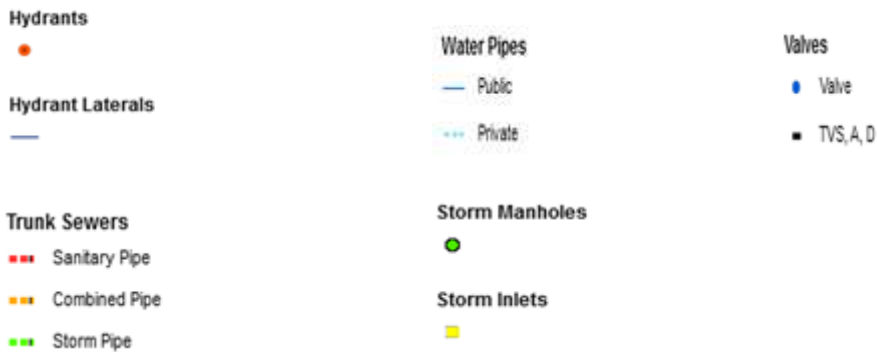 Hydrants
Hydrant Laterals
Water Pipes
Public
Private
Valves
Valve
TVS, A, D
Trunk Sewers
Sanitary Pipe
Combined Pipe
Storm Pipe
Storm Manholes
Storm Inlets